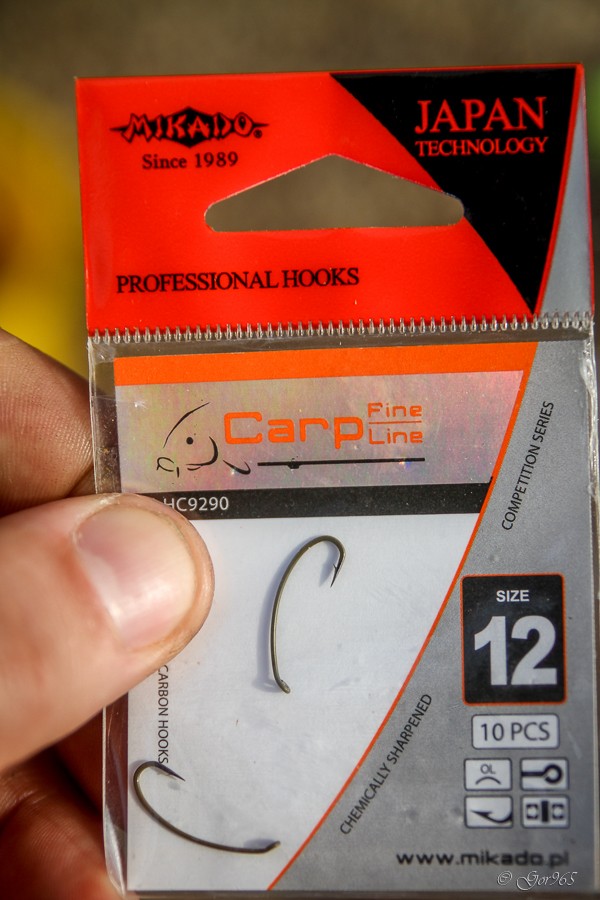 MIKADO
Since 1989
JAPAN
TECHNOLOGY
PROFESSIONAL HOOKS
Carp Fine Line
HC9290
COMPETITION SERIES
SIZE
12
10 PCS
OL
CARBON HOOKS
CHEMICALLY SHARPENED
www.mikado.pl
© Gor965